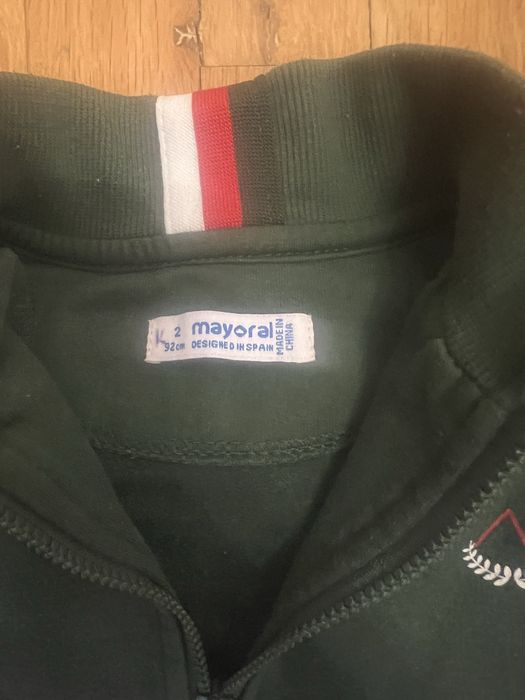 2 mayoral
92cm DESIGNED IN SPAIN
MADE IN
CHINA